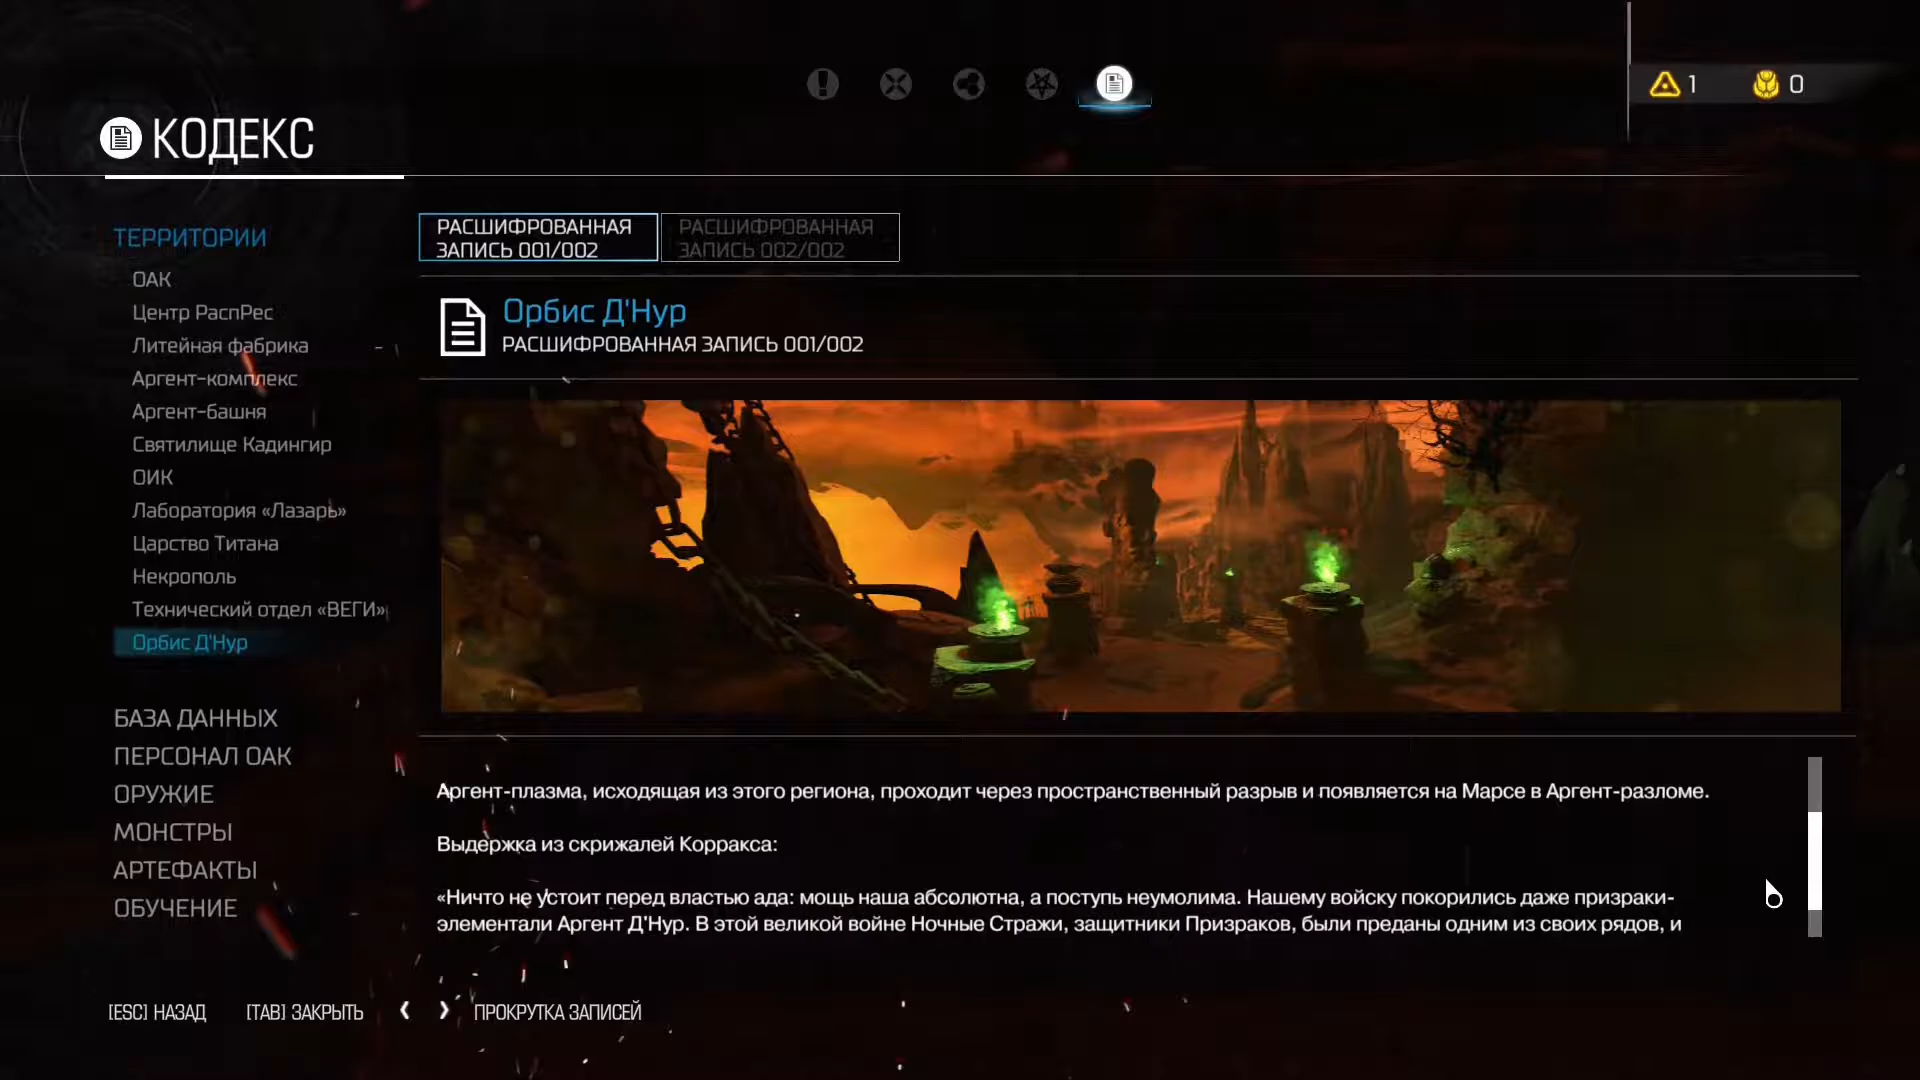 1
0
КОДЕКС
ТЕРРИТОРИИ
ОАК
Центр РаспРес
Литейная фабрика
Аргент-комплекс
Аргент-башня
Святилище Кадингир
ОИК
Лаборатория «Лазарь»
Царство Титана
Некрополь
Технический отдел «ВЕГИ»
Орбис Д'Нур
БАЗА ДАННЫХ
ПЕРСОНАЛ ОАК
ОРУЖИЕ
МОНСТРЫ
АРТЕФАКТЫ
ОБУЧЕНИЕ
РАСШИФРОВАННАЯ
ЗАПИСЬ 001/002
РАСШИФРОВАННАЯ
ЗАПИСЬ 002/002
Орбис Д'Нур
РАСШИФРОВАННАЯ ЗАПИСЬ 001/002
Аргент-плазма, исходящая из этого региона, проходит через пространственный разрыв и появляется на Марсе в Аргент-разломе.
Выдержка из скрижалей Корракса:
«Ничто не устоит перед властью ада: мощь наша абсолютна, а поступь неумолима. Нашему войску покорились даже призраки-
элементали Аргент Д'Нур. В этой великой войне Ночные Стражи, защитники Призраков, были преданы одним из своих рядов, и
[ESC] НАЗАД [TAB] ЗАКРЫТЬ ПРОКРУТКА ЗАПИСЕЙ